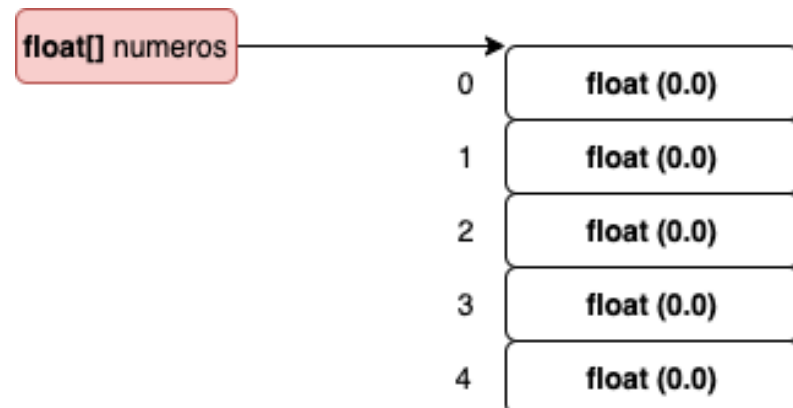 float[] numeros
0 float (0.0)
1 float (0.0)
2 float (0.0)
3 float (0.0)
4 float (0.0)